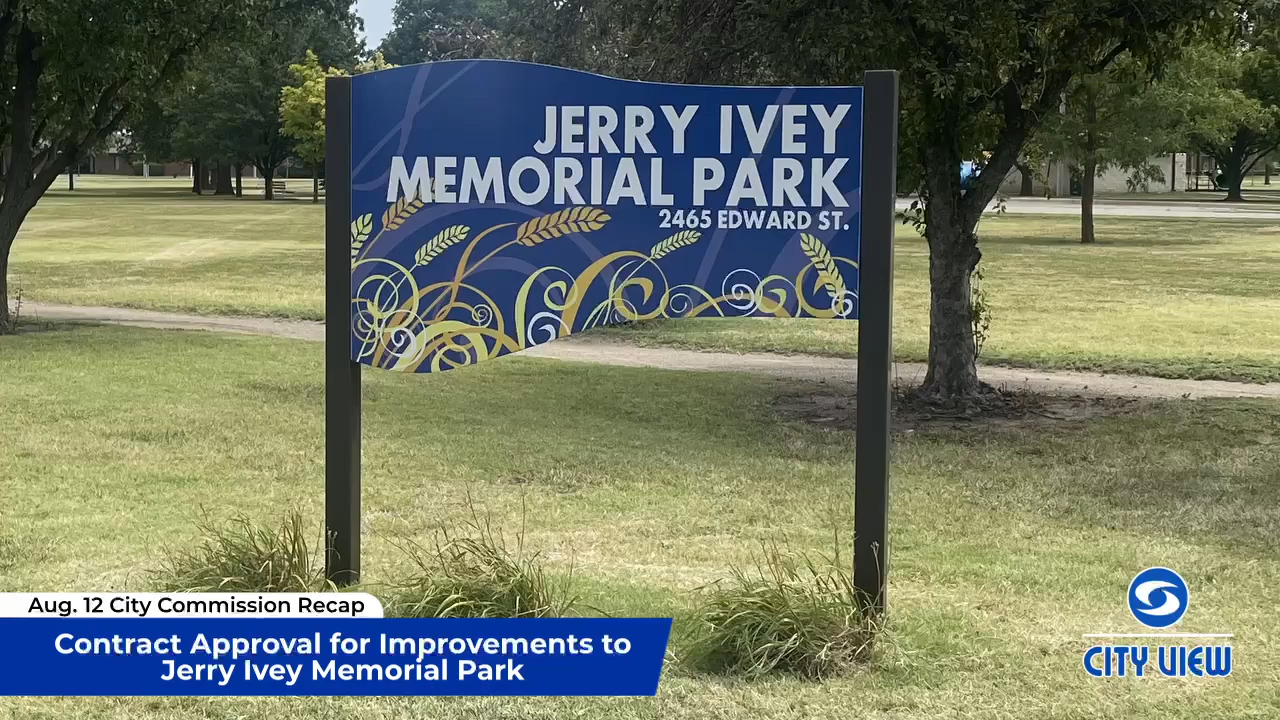 JERRY IVEY
MEMORIAL PARK
2465 EDWARD ST.
Aug. 12 City Commission Recap
Contract Approval for Improvements to
Jerry Ivey Memorial Park
CITY VIEW